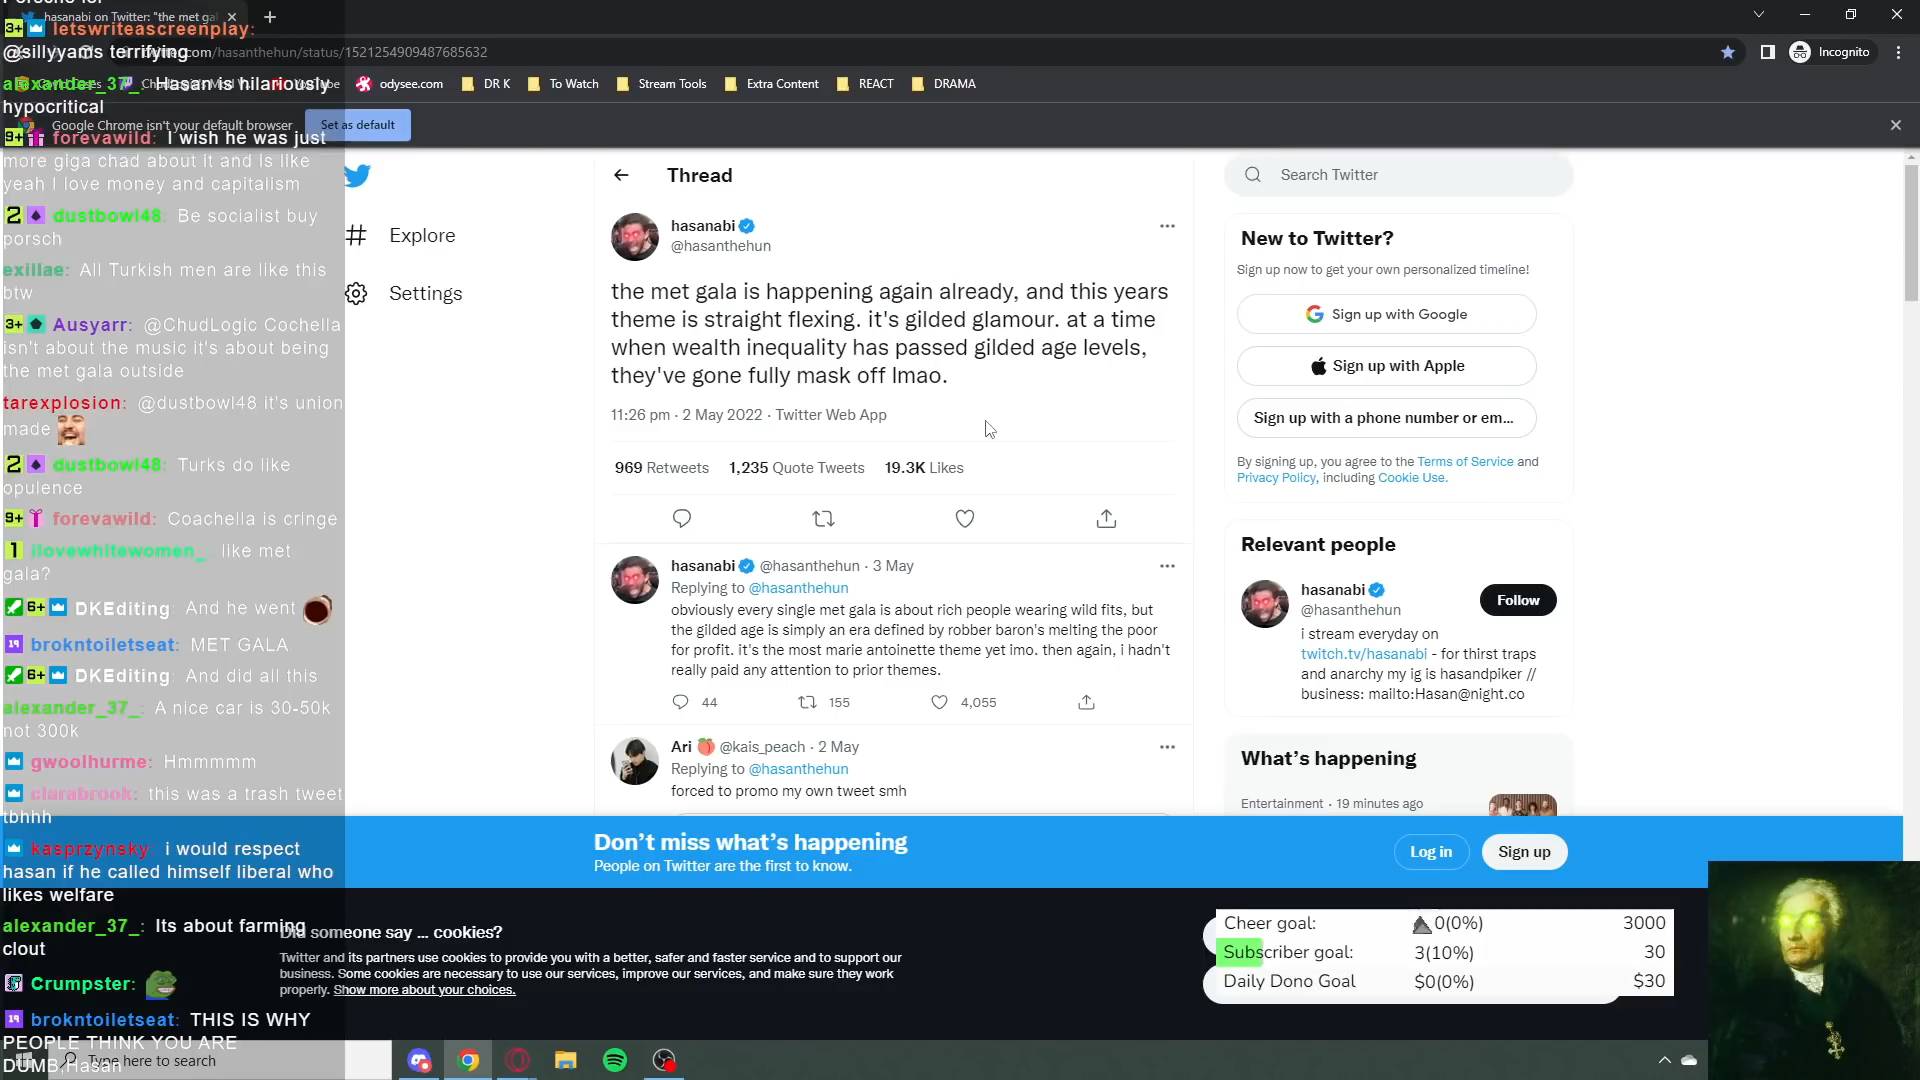 hasanabi on Twitter: "the met gal
letswriteascreenplay:
@sillyyams terrifying
.com/hasanthehun/status/1521254909487685632
Incognito
alexander_37_: Hasan is hilariously
hypocritical
odysee.com
DR K
To Watch
Stream Tools
Extra Content
REACT
DRAMA
Google Chrome isn't your default browser
Set as default
forevawild: I wish he was just
more giga chad about it and is like
yeah I love money and capitalism
dustbowl48: Be socialist buy
porsch
exillae: All Turkish men are like this
btw
Ausyarr: @ChudLogic Cochella
isn't about the music it's about being
the met gala outside
tarexplosion: @dustbowl48 it's union
made
dustbowl48: Turks do like
opulence
forevawild: Coachella is cringe
ilovewhitewomen_ like met
gala?
DKEditing: And he went
brokntoiletseat: MET GALA
DKEditing: And did all this
alexander_37_: A nice car is 30-50k
not 300k
gwoolhurme: Hmmmmm
clarabrook: this was a trash tweet
tbhhh
kasprzynsky i would respect
hasan if he called himself liberal who
likes welfare
alexander_37_: Its about farming
clout
Crumpster:
brokntoiletseat: THIS IS WHY
PEOPLE THINK YOU ARE
DUMB,Hasan
Explore
Settings
Thread
hasanabi
@hasanthehun
the met gala is happening again already, and this years
theme is straight flexing. it's gilded glamour. at a time
when wealth inequality has passed gilded age levels,
they've gone fully mask off lmao.
11:26 pm · 2 May 2022 · Twitter Web App
969 Retweets 1,235 Quote Tweets 19.3K Likes
hasanabi @hasanthehun · 3 May
Replying to @hasanthehun
obviously every single met gala is about rich people wearing wild fits, but
the gilded age is simply an era defined by robber baron's melting the poor
for profit. it's the most marie antoinette theme yet imo. then again, i hadn't
really paid any attention to prior themes.
44 155 4,055
Ari @kais_peach · 2 May
Replying to @hasanthehun
forced to promo my own tweet smh
Search Twitter
New to Twitter?
Sign up now to get your own personalized timeline!
Sign up with Google
Sign up with Apple
Sign up with a phone number or em...
By signing up, you agree to the Terms of Service and
Privacy Policy, including Cookie Use.
Relevant people
hasanabi
@hasanthehun
Follow
i stream everyday on
twitch.tv/hasanabi - for thirst traps
and anarchy my ig is hasandpiker //
business: mailto:Hasan@night.co
What's happening
Entertainment · 19 minutes ago
Don't miss what's happening
People on Twitter are the first to know.
Log in
Sign up
Did someone say … cookies?
Twitter and its partners use cookies to provide you with a better, safer and faster service and to support our
business. Some cookies are necessary to use our services, improve our services, and make sure they work
properly. Show more about your choices.
Cheer goal: 0(0%) 3000
Subscriber goal: 3(10%) 30
Daily Dono Goal $0(0%) $30
Type here to search